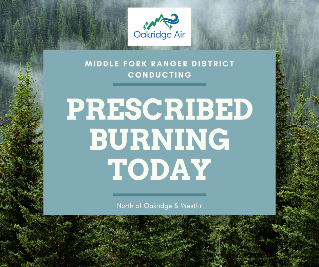 Oakridge Air
MIDDLE FORK RANGER DISTRICT
CONDUCTING
PRESCRIBED
BURNING
TODAY
North of Oakridge & Westfir